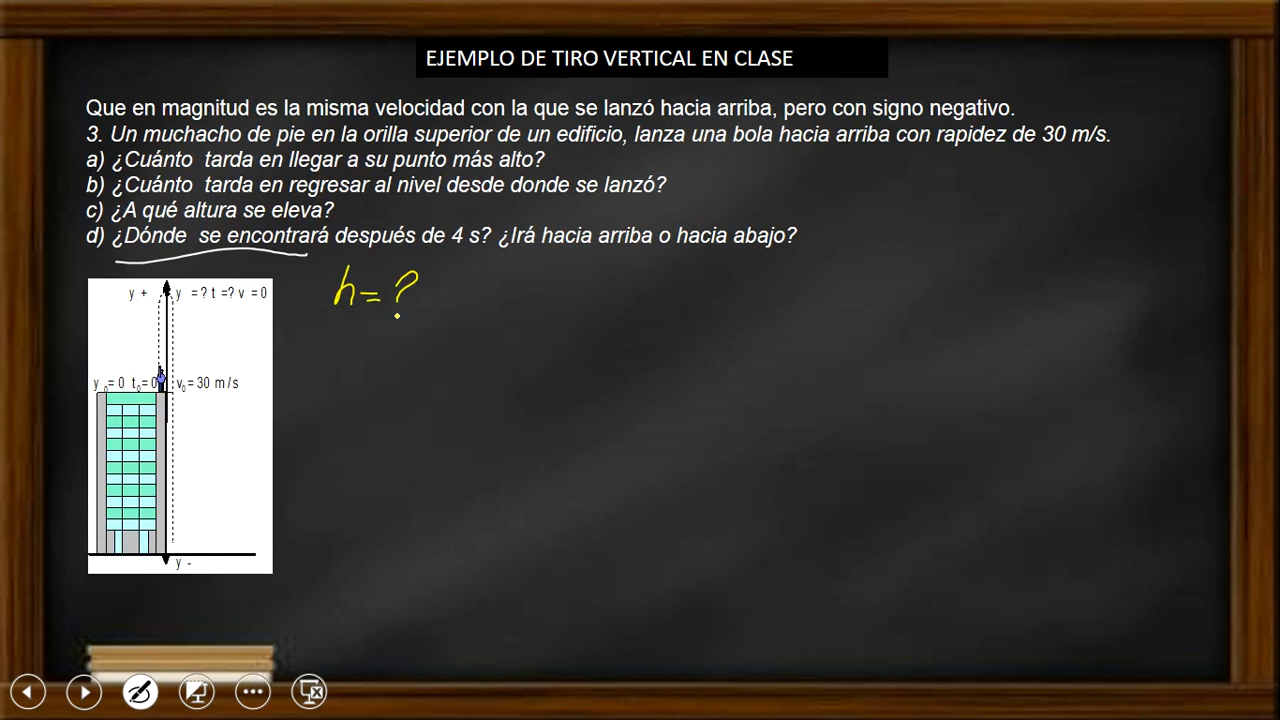 EJEMPLO DE TIRO VERTICAL EN CLASE
Que en magnitud es la misma velocidad con la que se lanzó hacia arriba, pero con signo negativo.
3. Un muchacho de pie en la orilla superior de un edificio, lanza una bola hacia arriba con rapidez de 30 m/s.
a) ¿Cuánto tarda en llegar a su punto más alto?
b) ¿Cuánto tarda en regresar al nivel desde donde se lanzó?
c) ¿A qué altura se eleva?
d) ¿Dónde se encontrará después de 4 s? ¿Irá hacia arriba o hacia abajo?
h = ?
y + y = ? t =? v = 0
y₀ = 0 t₀ = 0 v₀ = 30 m/s
y -